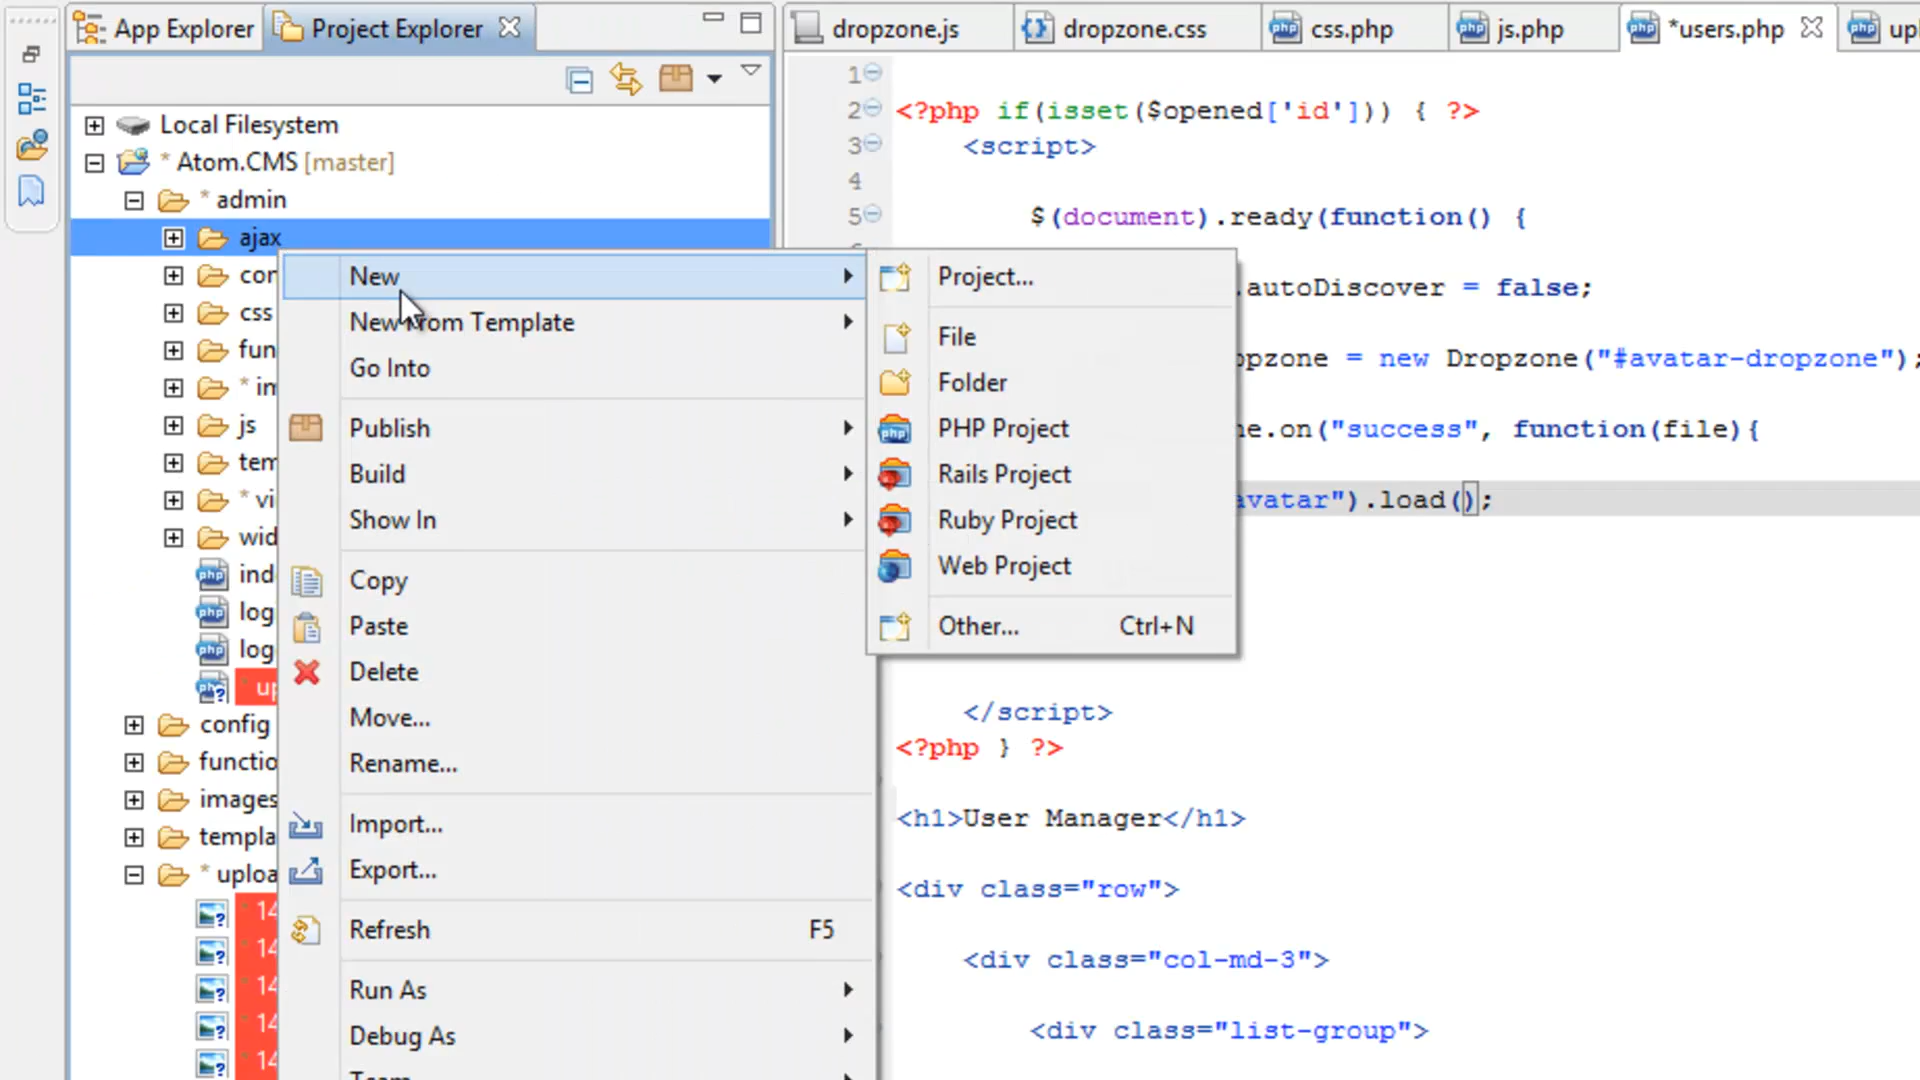 App Explorer
Project Explorer
dropzone.js
dropzone.css
css.php
js.php
*users.php
Local Filesystem
* Atom.CMS [master]
* admin
ajax
css
js
config
images
New
New From Template
Go Into
Publish
Build
Show In
Copy
Paste
Delete
Move...
Rename...
Import...
Export...
Refresh F5
Run As
Debug As
Project...
File
Folder
PHP Project
Rails Project
Ruby Project
Web Project
Other... Ctrl+N
1
2 <?php if(isset($opened['id'])) { ?>
3 <script>
4
5 $(document).ready(function() {
.autoDiscover = false;
= new Dropzone("#avatar-dropzone");
.on("success", function(file){
avatar").load();
</script>
<?php } ?>
<h1>User Manager</h1>
<div class="row">
<div class="col-md-3">
<div class="list-group">